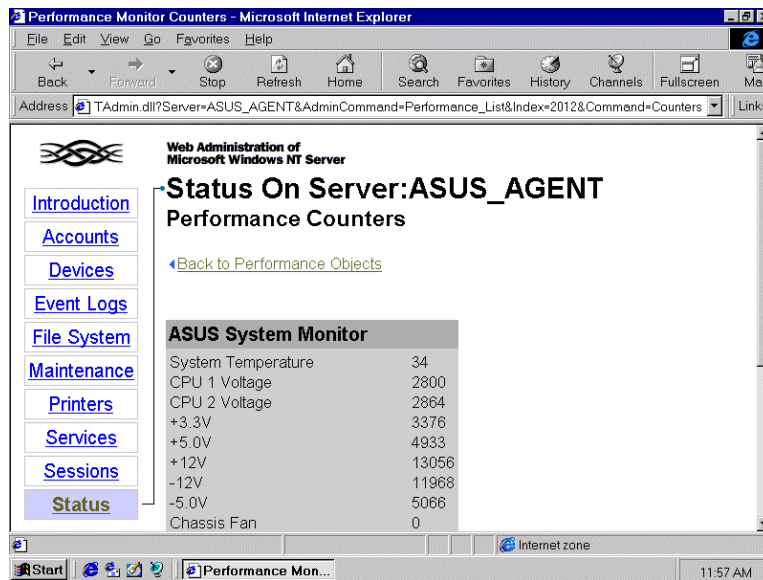 Performance Monitor Counters - Microsoft Internet Explorer
File Edit View Go Favorites Help
Back Forward Stop Refresh Home Search Favorites History Channels Fullscreen Ma
Address TAdmin.dll?Server=ASUS_AGENT&AdminCommand=Performance_List&Index=2012&Command=Counters Link
Web Administration of
Microsoft Windows NT Server
Status On Server:ASUS_AGENT
Performance Counters
Back to Performance Objects
Introduction
Accounts
Devices
Event Logs
File System
Maintenance
Printers
Services
Sessions
Status
ASUS System Monitor
System Temperature 34
CPU 1 Voltage 2800
CPU 2 Voltage 2864
+3.3V 3376
+5.0V 4933
+12V 13056
-12V 11968
-5.0V 5066
Chassis Fan 0
Internet zone
Start Performance Mon... 11:57 AM